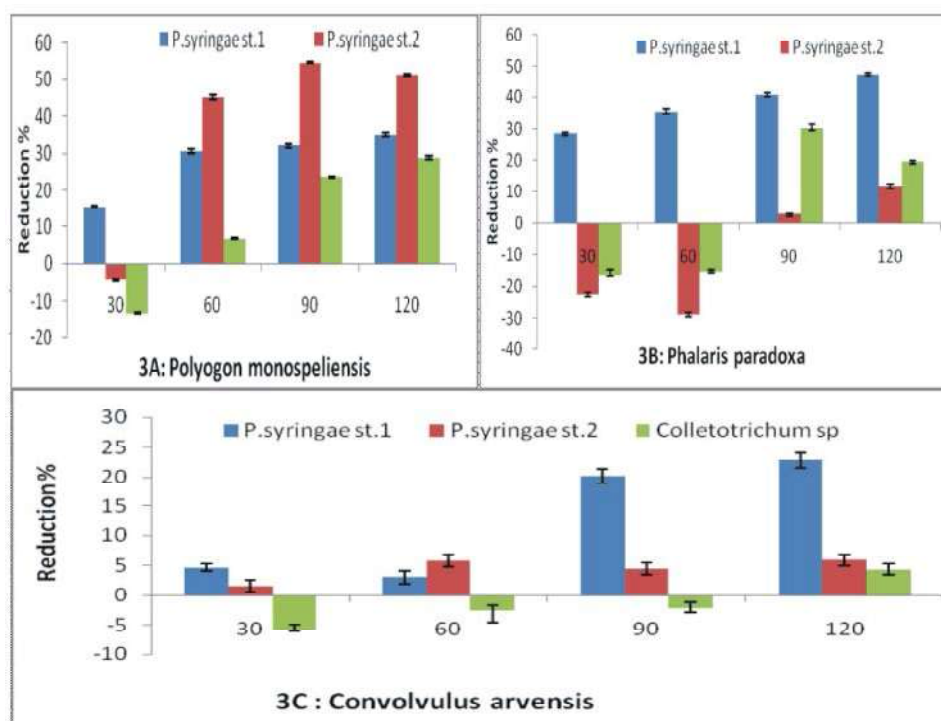 P.syringae st.1 P.syringae st.2
Reduction %
60
50
40
30
20
10
0
-10
-20
30 60 90 120
3A: Polyogon monospeliensis
P.syringae st.1 P.syringae st.2
Reduction %
60
50
40
30
20
10
0
-10
-20
-30
-40
30 60 90 120
3B: Phalaris paradoxa
P.syringae st.1 P.syringae st.2 Colletotrichum sp
Reduction%
30
25
20
15
10
5
0
-5
-10
30 60 90 120
3C : Convolvulus arvensis